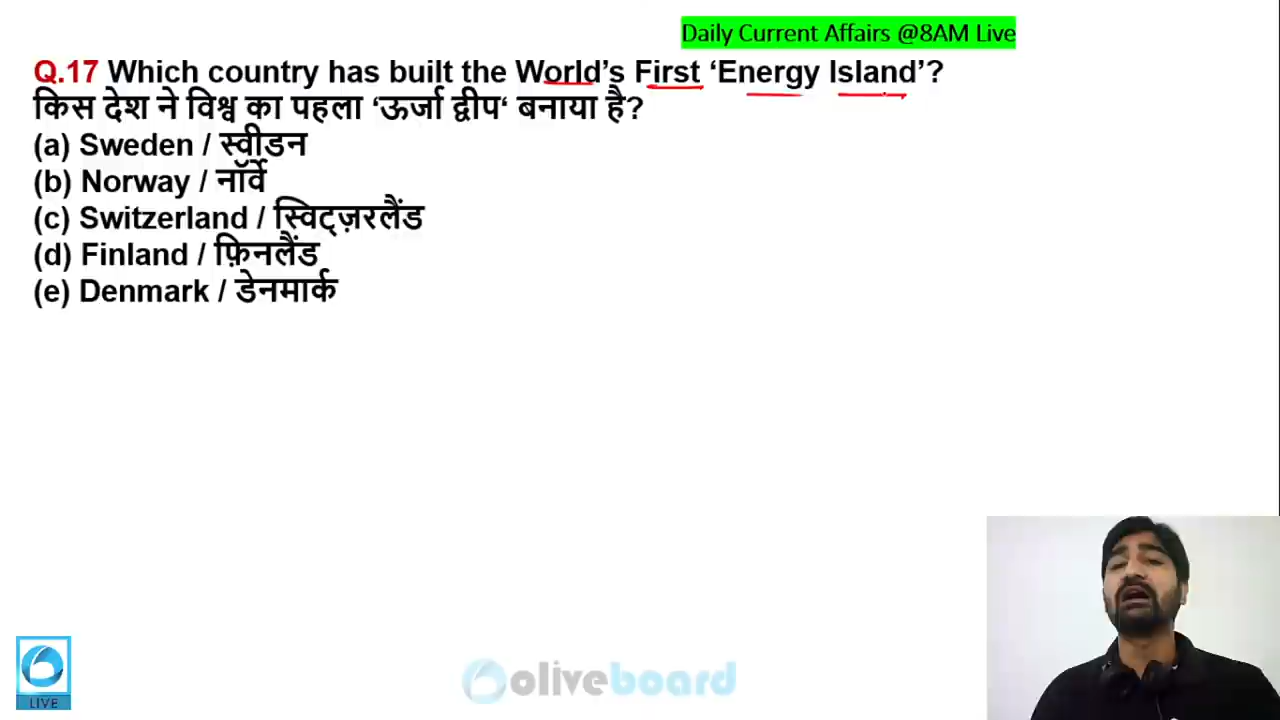 Daily Current Affairs @8AM Live
Q.17 Which country has built the World’s First ‘Energy Island’?
किस देश ने विश्व का पहला ‘ऊर्जा द्वीप‘ बनाया है?
(a) Sweden / स्वीडन
(b) Norway / नॉर्वे
(c) Switzerland / स्विट्ज़रलैंड
(d) Finland / फ़िनलैंड
(e) Denmark / डेनमार्क
LIVE
oliveboard